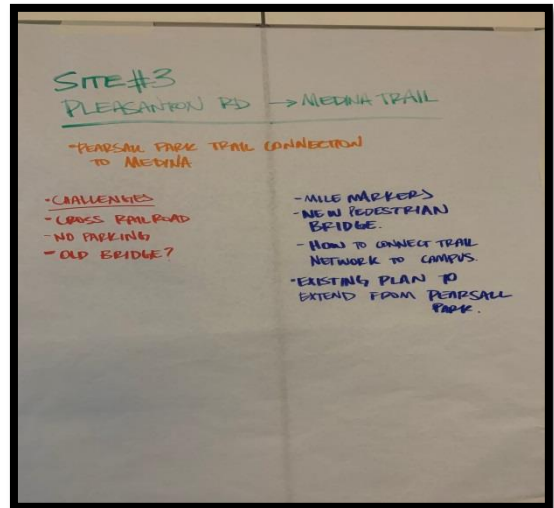 SITE #3
PLEASANTON RD → MEDINA TRAIL
- PEARSALL PARK TRAIL CONNECTION
TO MEDINA
- CHALLENGES
- CROSS RAILROAD
- NO PARKING
- OLD BRIDGE?
- MILE MARKERS
- NEW PEDESTRIAN
BRIDGE.
- HOW TO CONNECT TRAIL
NETWORK TO CAMPUS.
- EXISTING PLAN TO
EXTEND FROM PEARSALL
PARK.